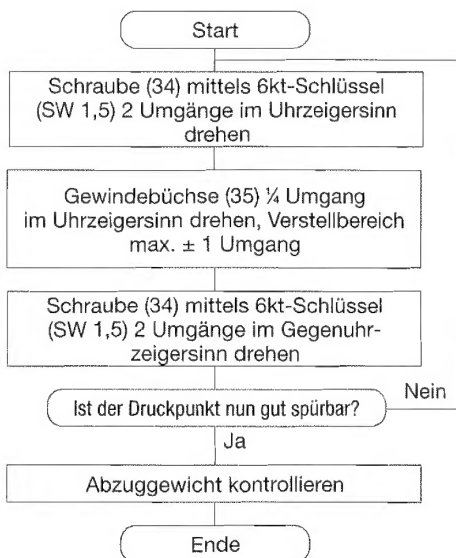 Start
Schraube (34) mittels 6kt-Schlüssel
(SW 1,5) 2 Umgänge im Uhrzeigersinn
drehen
Gewindebüchse (35) ¼ Umgang
im Uhrzeigersinn drehen, Verstellbereich
max. ± 1 Umgang
Schraube (34) mittels 6kt-Schlüssel
(SW 1,5) 2 Umgänge im Gegenuhr-
zeigersinn drehen
Ist der Druckpunkt nun gut spürbar?
Nein
Ja
Abzuggewicht kontrollieren
Ende